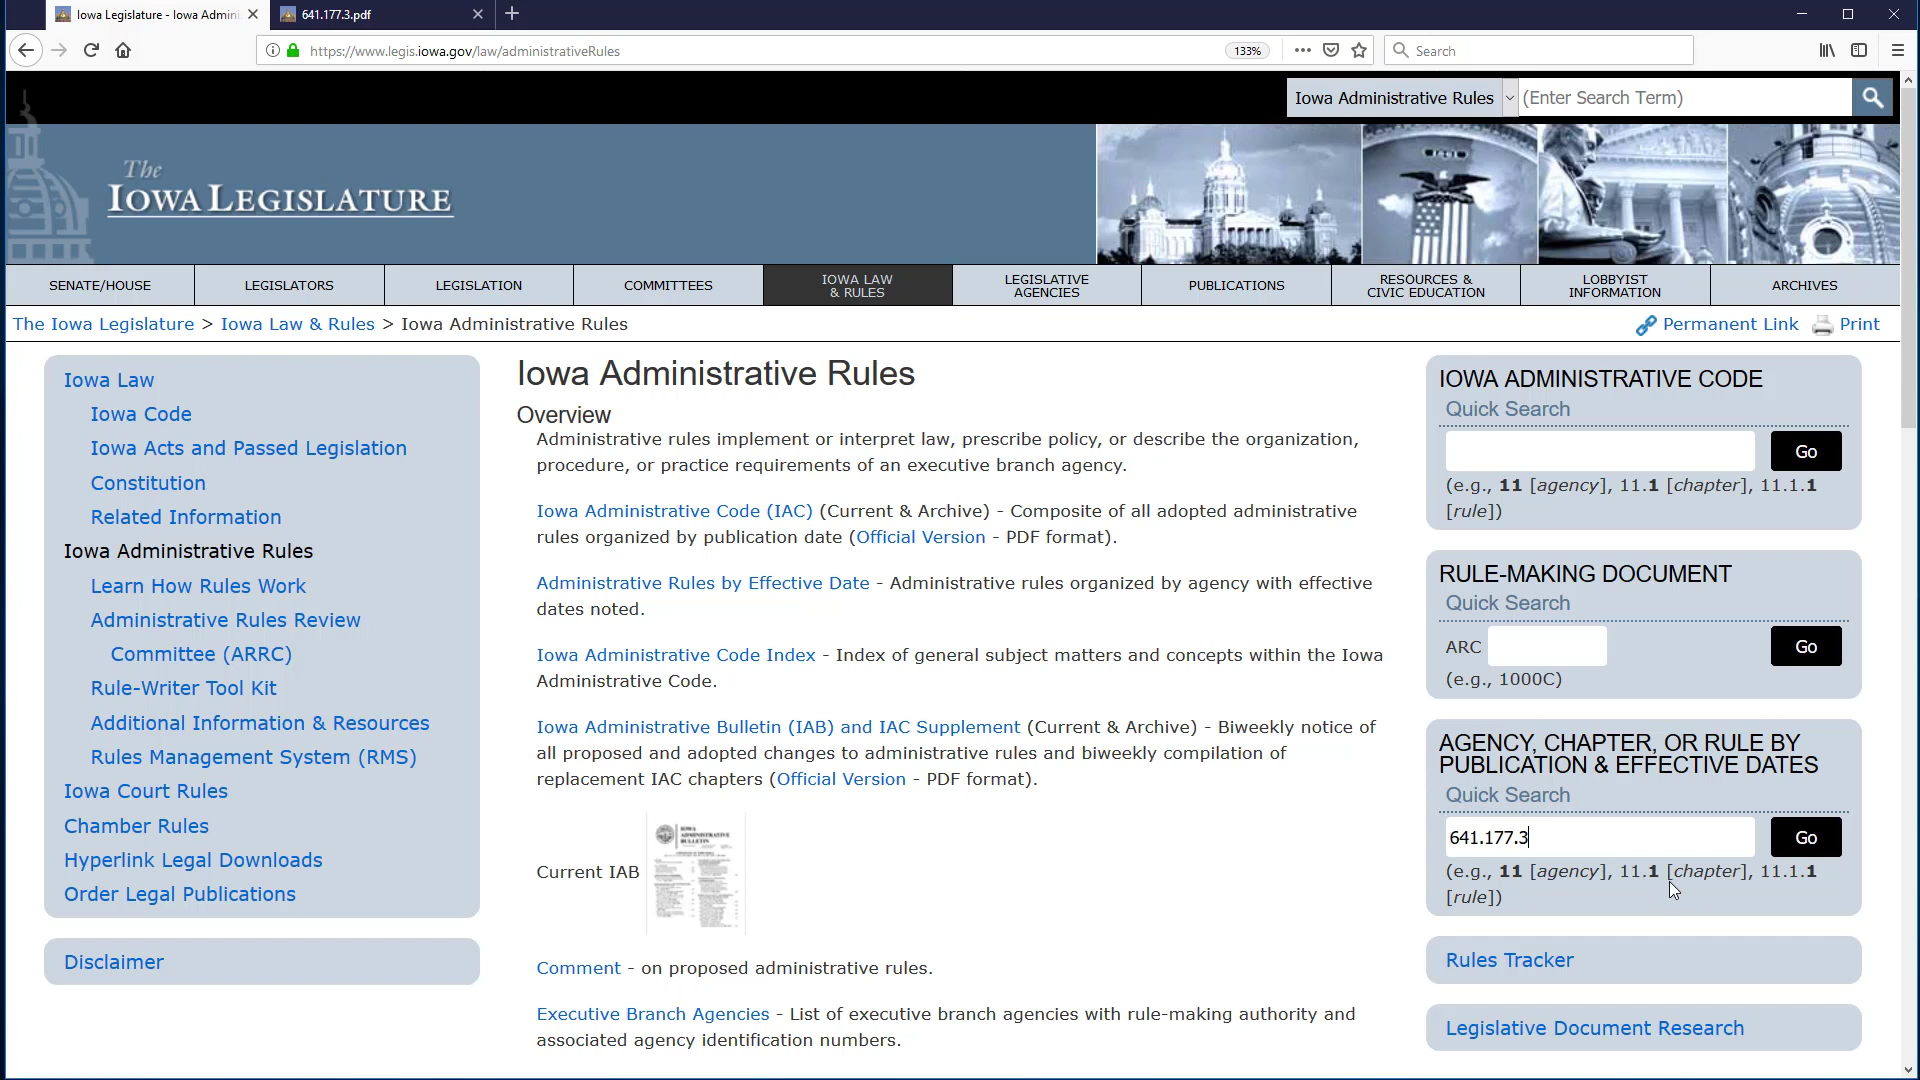 Iowa Legislature - Iowa Admin
641.177.3.pdf
https://www.legis.iowa.gov/law/administrativeRules
133%
Search
Iowa Administrative Rules
(Enter Search Term)
The
IOWA LEGISLATURE
SENATE/HOUSE
LEGISLATORS
LEGISLATION
COMMITTEES
IOWA LAW
& RULES
LEGISLATIVE
AGENCIES
PUBLICATIONS
RESOURCES &
CIVIC EDUCATION
LOBBYIST
INFORMATION
ARCHIVES
The Iowa Legislature > Iowa Law & Rules > Iowa Administrative Rules
Permanent Link
Print
Iowa Law
Iowa Code
Iowa Acts and Passed Legislation
Constitution
Related Information
Iowa Administrative Rules
Learn How Rules Work
Administrative Rules Review
Committee (ARRC)
Rule-Writer Tool Kit
Additional Information & Resources
Rules Management System (RMS)
Iowa Court Rules
Chamber Rules
Hyperlink Legal Downloads
Order Legal Publications
Disclaimer
Iowa Administrative Rules
Overview
Administrative rules implement or interpret law, prescribe policy, or describe the organization,
procedure, or practice requirements of an executive branch agency.
Iowa Administrative Code (IAC) (Current & Archive) - Composite of all adopted administrative
rules organized by publication date (Official Version - PDF format).
Administrative Rules by Effective Date - Administrative rules organized by agency with effective
dates noted.
Iowa Administrative Code Index - Index of general subject matters and concepts within the Iowa
Administrative Code.
Iowa Administrative Bulletin (IAB) and IAC Supplement (Current & Archive) - Biweekly notice of
all proposed and adopted changes to administrative rules and biweekly compilation of
replacement IAC chapters (Official Version - PDF format).
Current IAB
IOWA
ADMINISTRATIVE
BULLETIN
Comment - on proposed administrative rules.
Executive Branch Agencies - List of executive branch agencies with rule-making authority and
associated agency identification numbers.
IOWA ADMINISTRATIVE CODE
Quick Search
Go
(e.g., 11 [agency], 11.1 [chapter], 11.1.1
[rule])
RULE-MAKING DOCUMENT
Quick Search
ARC
Go
(e.g., 1000C)
AGENCY, CHAPTER, OR RULE BY
PUBLICATION & EFFECTIVE DATES
Quick Search
641.177.3
Go
(e.g., 11 [agency], 11.1 [chapter], 11.1.1
[rule])
Rules Tracker
Legislative Document Research